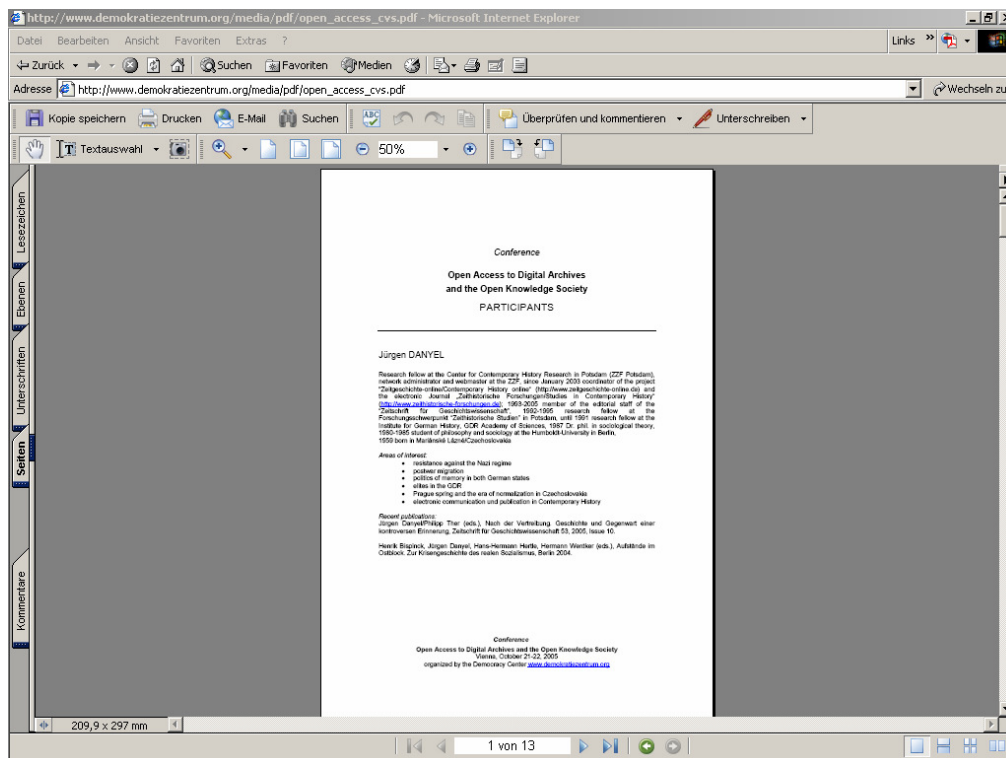 http://www.demokratiezentrum.org/media/pdf/open_access_cvs.pdf - Microsoft Internet Explorer
Datei Bearbeiten Ansicht Favoriten Extras ?
Links »
Zurück Suchen Favoriten Medien
Adresse http://www.demokratiezentrum.org/media/pdf/open_access_cvs.pdf Wechseln zu
Kopie speichern Drucken E-Mail Suchen Überprüfen und kommentieren Unterschreiben
Textauswahl 50%
Lesezeichen
Ebenen
Unterschriften
Seiten
Kommentare
Conference
Open Access to Digital Archives
and the Open Knowledge Society
PARTICIPANTS
Jürgen DANYEL
Research fellow at the Center for Contemporary History Research in Potsdam (ZZF Potsdam),
network administrator and webmaster at the ZZF, since January 2003 coordinator of the project
"Zeitgeschichte-online/Contemporary History online" (http://www.zeitgeschichte-online.de) and
the electronic Journal „Zeithistorische Forschungen/Studies in Contemporary History"
(http://www.zeithistorische-forschungen.de); 1993-2005 member of the editorial staff of the
"Zeitschrift für Geschichtswissenschaft", 1992-1995 research fellow at the
Forschungsschwerpunkt "Zeithistorische Studien" in Potsdam, until 1991 research fellow at the
Institute for German History, GDR Academy of Sciences, 1987 Dr. phil. in sociological theory,
1980-1985 student of philosophy and sociology at the Humboldt-University in Berlin,
1959 born in Mariánské Lázně/Czechoslovakia
Areas of interest:
• resistance against the Nazi regime
• postwar migration
• politics of memory in both German states
• elites in the GDR
• Prague spring and the era of normalization in Czechoslovakia
• electronic communication und publication in Contemporary History
Recent publications:
Jürgen Danyel/Philipp Ther (eds.), Nach der Vertreibung. Geschichte und Gegenwart einer
kontroversen Erinnerung, Zeitschrift für Geschichtswissenschaft 53, 2005, Issue 10.
Henrik Bispinck, Jürgen Danyel, Hans-Hermann Hertle, Hermann Wentker (eds.), Aufstände im
Ostblock. Zur Krisengeschichte des realen Sozialismus, Berlin 2004.
Conference
Open Access to Digital Archives and the Open Knowledge Society
Vienna, October 21-22, 2005
organized by the Democracy Center www.demokratiezentrum.org
209,9 x 297 mm
1 von 13